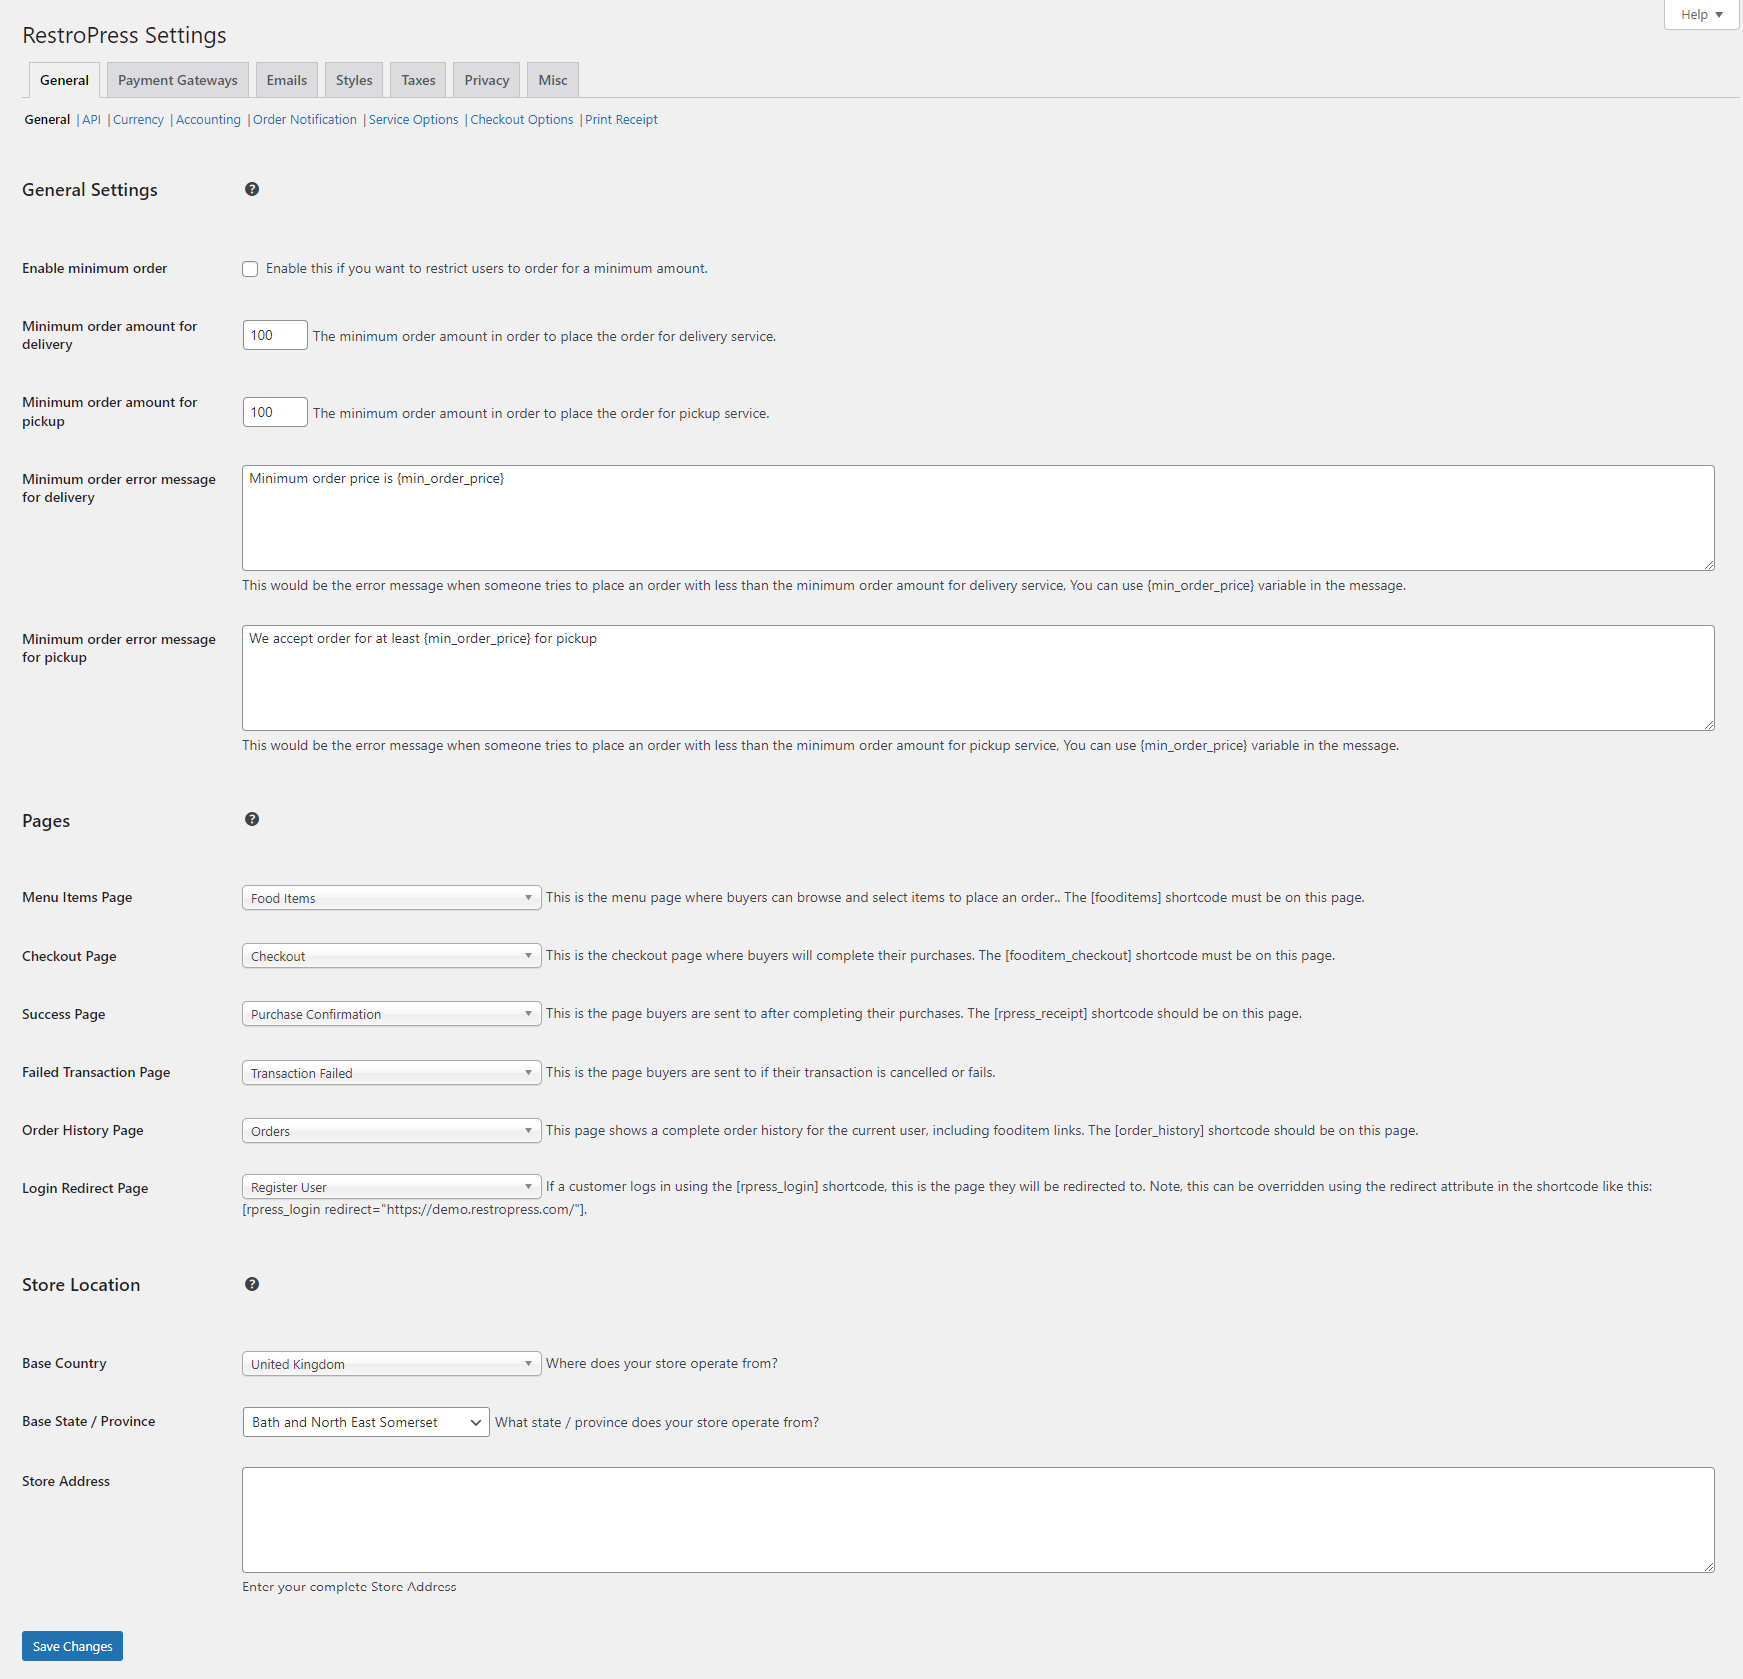 Help
RestroPress Settings
General Payment Gateways Emails Styles Taxes Privacy Misc
General | API | Currency | Accounting | Order Notification | Service Options | Checkout Options | Print Receipt
General Settings
Enable minimum order
Enable this if you want to restrict users to order for a minimum amount.
Minimum order amount for
delivery
100 The minimum order amount in order to place the order for delivery service.
Minimum order amount for
pickup
100 The minimum order amount in order to place the order for pickup service.
Minimum order error message
for delivery
Minimum order price is {min_order_price}
This would be the error message when someone tries to place an order with less than the minimum order amount for delivery service, You can use {min_order_price} variable in the message.
Minimum order error message
for pickup
We accept order for at least {min_order_price} for pickup
This would be the error message when someone tries to place an order with less than the minimum order amount for pickup service, You can use {min_order_price} variable in the message.
Pages
Menu Items Page
Food Items
This is the menu page where buyers can browse and select items to place an order.. The [fooditems] shortcode must be on this page.
Checkout Page
Checkout
This is the checkout page where buyers will complete their purchases. The [fooditem_checkout] shortcode must be on this page.
Success Page
Purchase Confirmation
This is the page buyers are sent to after completing their purchases. The [rpress_receipt] shortcode should be on this page.
Failed Transaction Page
Transaction Failed
This is the page buyers are sent to if their transaction is cancelled or fails.
Order History Page
Orders
This page shows a complete order history for the current user, including fooditem links. The [order_history] shortcode should be on this page.
Login Redirect Page
Register User
If a customer logs in using the [rpress_login] shortcode, this is the page they will be redirected to. Note, this can be overridden using the redirect attribute in the shortcode like this:
[rpress_login redirect="https://demo.restropress.com/"].
Store Location
Base Country
United Kingdom
Where does your store operate from?
Base State / Province
Bath and North East Somerset
What state / province does your store operate from?
Store Address
Enter your complete Store Address
Save Changes